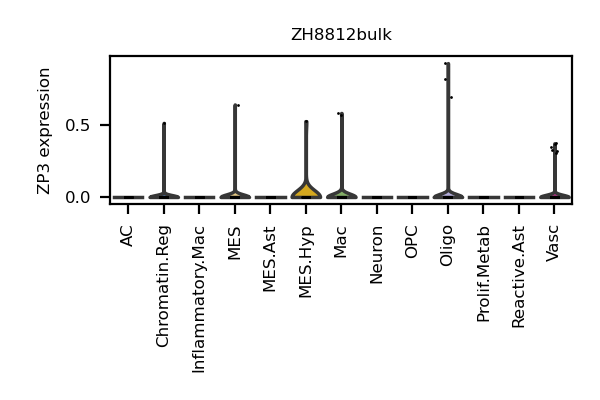 ZH8812bulk
ZP3 expression
0.5
0.0
AC
Chromatin.Reg
Inflammatory.Mac
MES
MES.Ast
MES.Hyp
Mac
Neuron
OPC
Oligo
Prolif.Metab
Reactive.Ast
Vasc